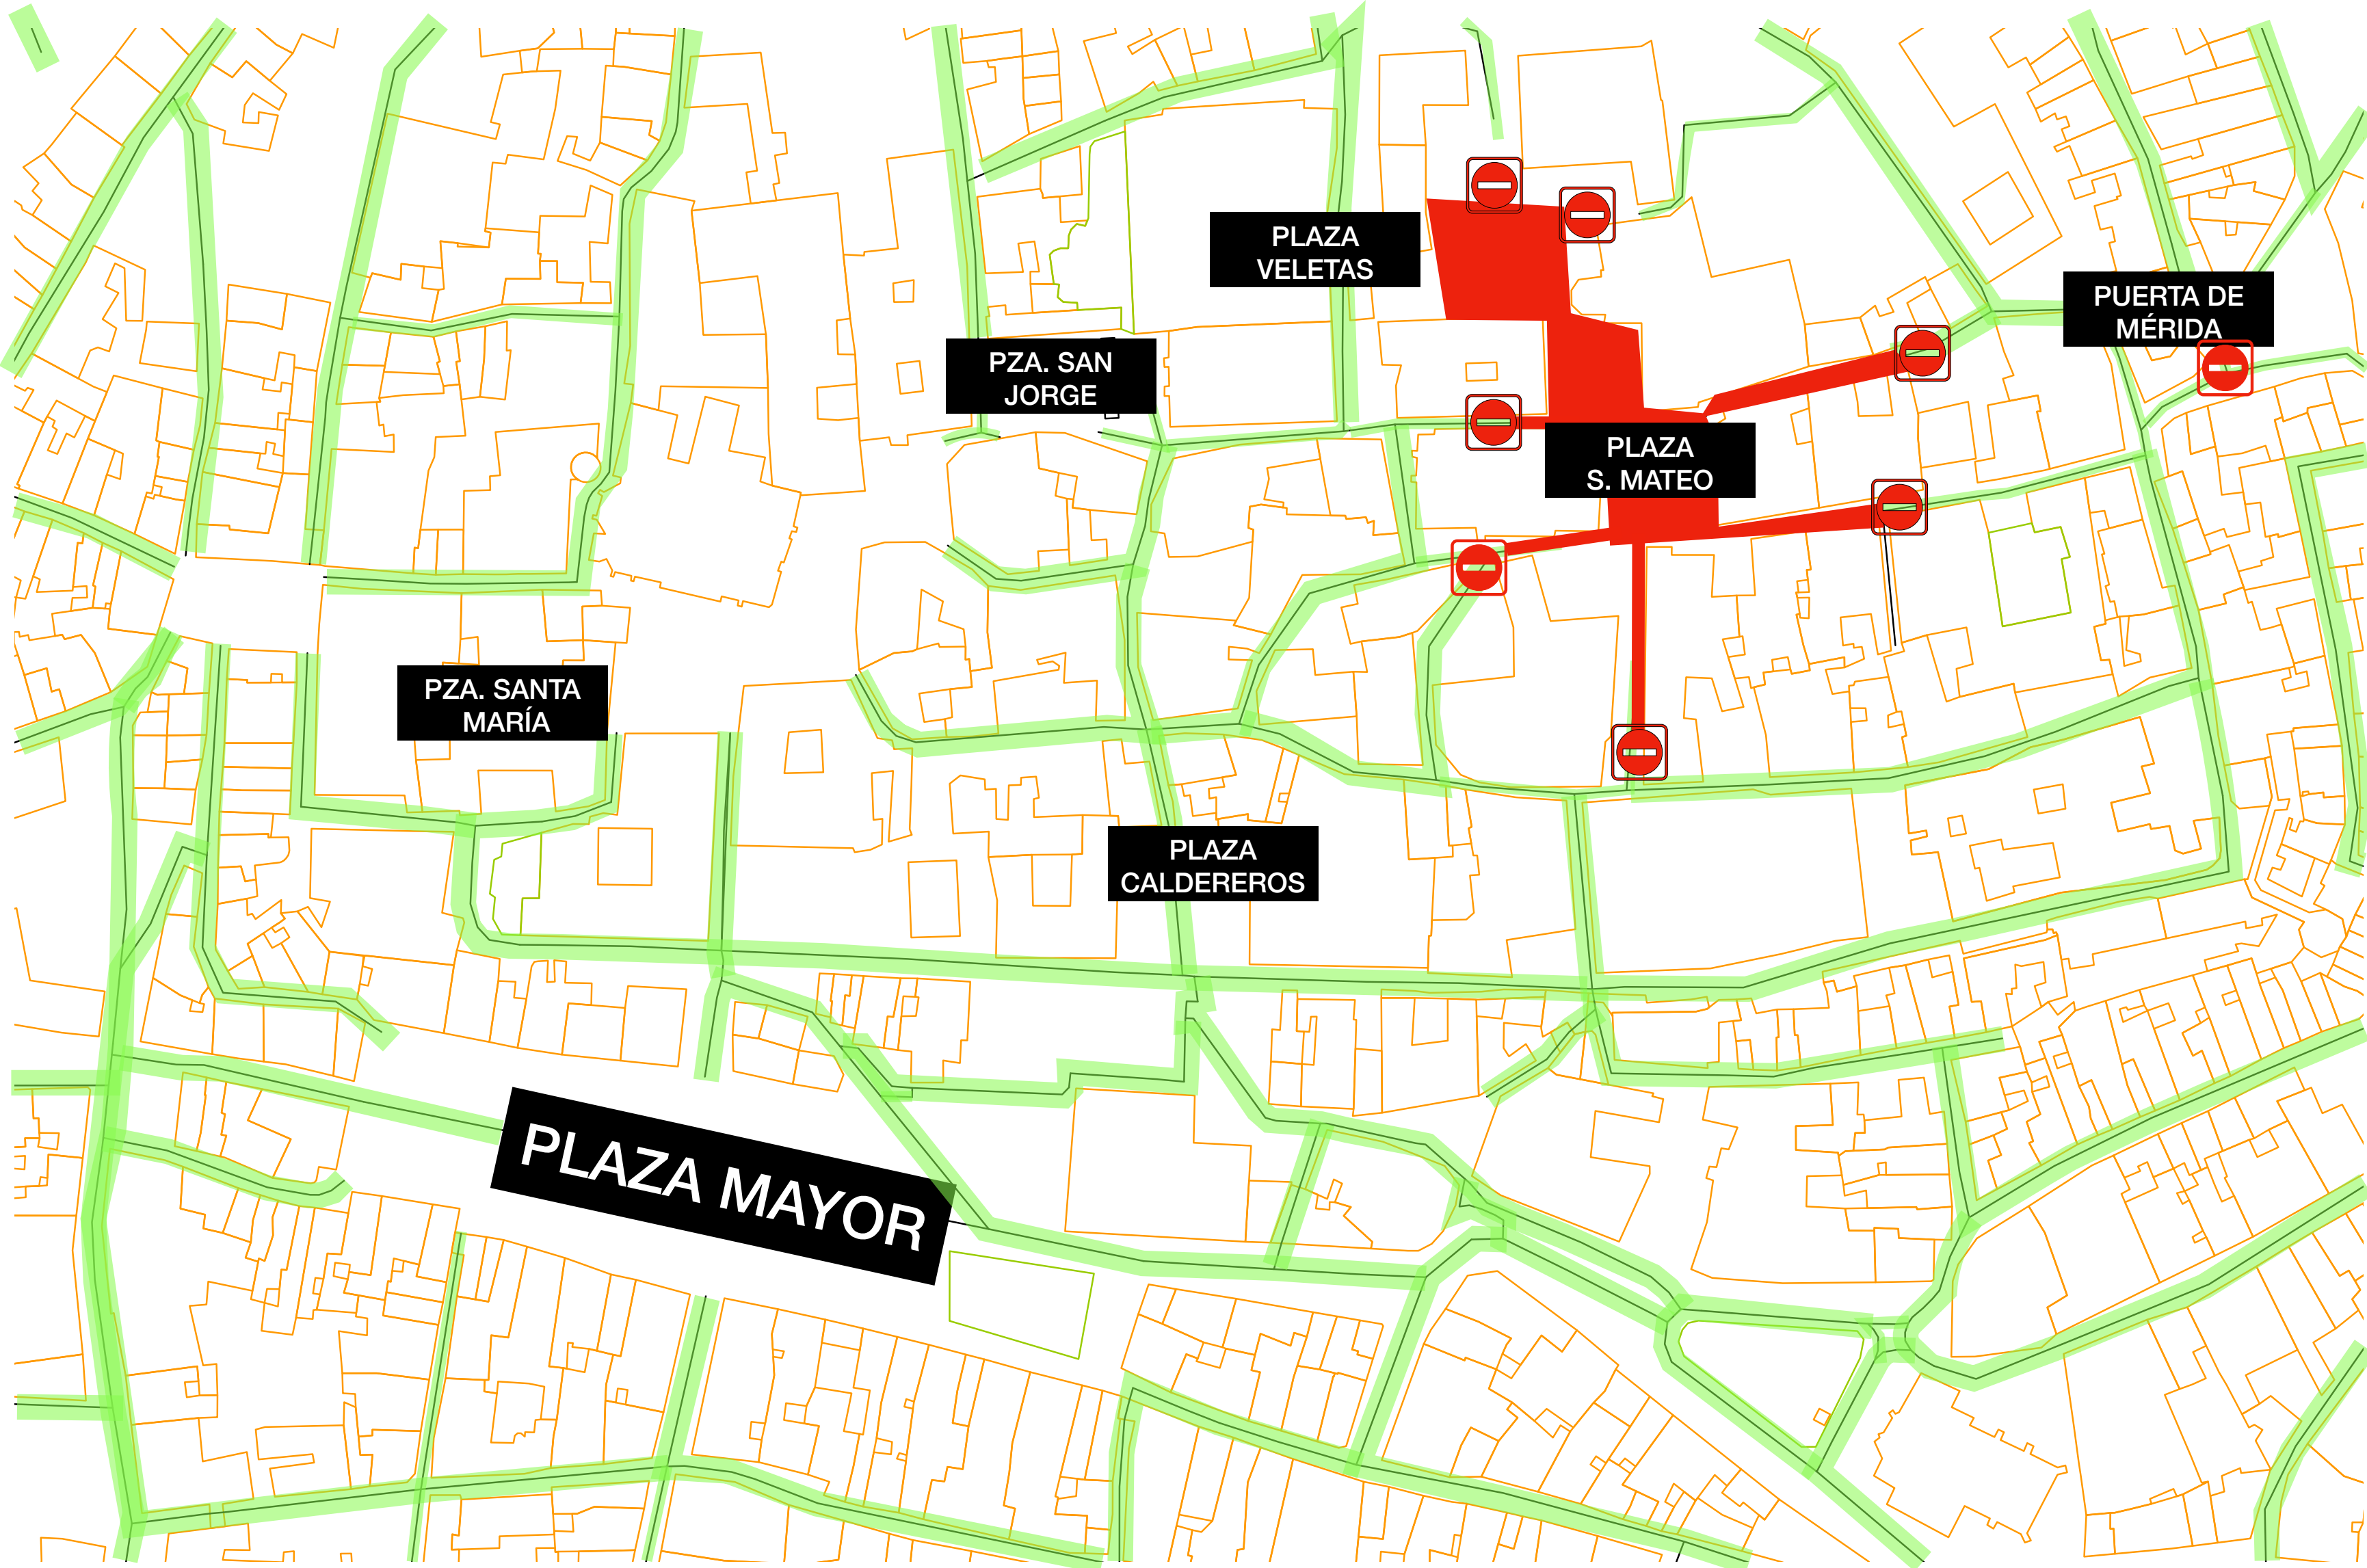 PLAZA
VELETAS
PUERTA DE
MÉRIDA
PZA. SAN
JORGE
PLAZA
S. MATEO
PZA. SANTA
MARÍA
PLAZA
CALDEREROS
PLAZA MAYOR